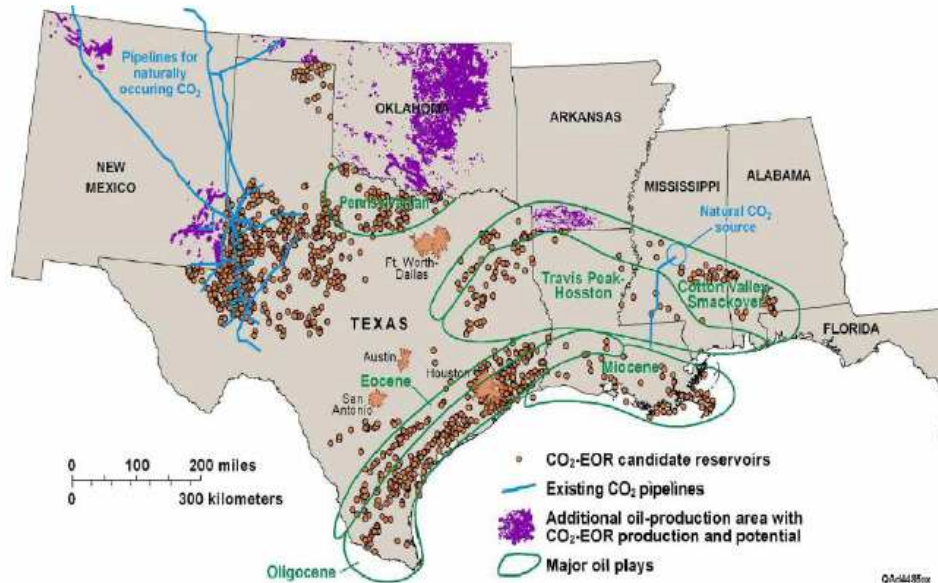 Pipelines for
naturally
occuring CO₂
OKLAHOMA
ARKANSAS
NEW
MEXICO
MISSISSIPPI
ALABAMA
Pennsylvanian
Natural CO₂
source
Ft. Worth-
Dallas
Travis Peak-
Hosston
Cotton Valley
Smackover
TEXAS
FLORIDA
Austin
Houston
Eocene
Miocene
San
Antonio
0 100 200 miles
0 300 kilometers
CO₂-EOR candidate reservoirs
Existing CO₂ pipelines
Additional oil-production area with
CO₂-EOR production and potential
Major oil plays
Oligocene